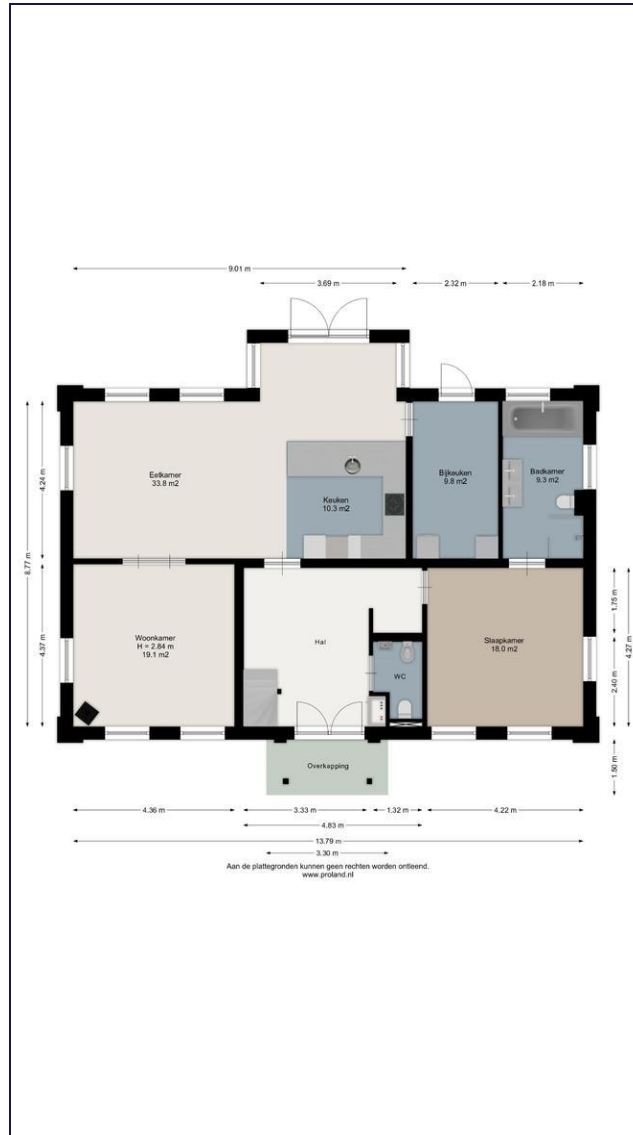 9.01 m
3.69 m
2.32 m
2.18 m
Eetkamer
33.8 m2
Keuken
10.3 m2
Bijkeuken
9.8 m2
Badkamer
9.3 m2
4.24 m
8.77 m
4.37 m
Woonkamer
H = 2.84 m
19.1 m2
Hal
WC
Slaapkamer
18.0 m2
1.75 m
4.27 m
2.40 m
1.50 m
Overkapping
4.36 m
3.33 m
1.32 m
4.22 m
4.83 m
13.79 m
3.30 m
Aan de plattegronden kunnen geen rechten worden ontleend.
www.proland.nl